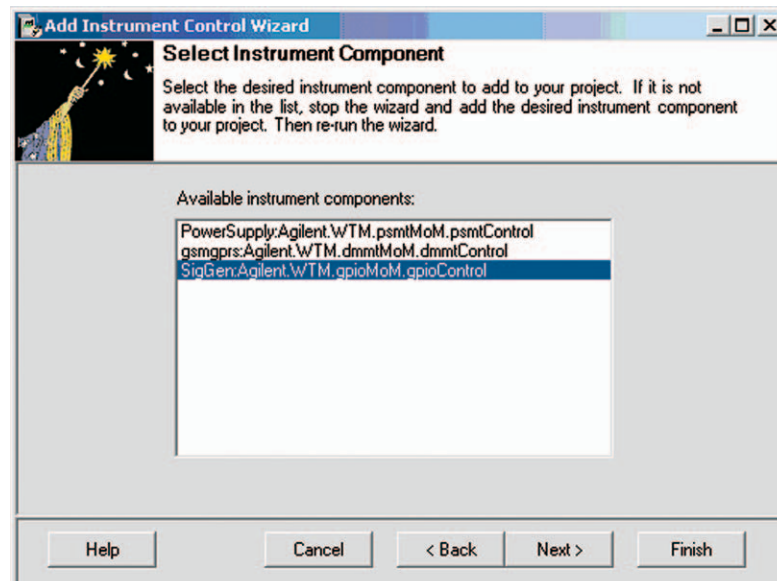 Add Instrument Control Wizard
Select Instrument Component
Select the desired instrument component to add to your project. If it is not
available in the list, stop the wizard and add the desired instrument component
to your project. Then re-run the wizard.
Available instrument components:
PowerSupply:Agilent.WTM.psmtMoM.psmtControl
gsmgprs:Agilent.WTM.dmmtMoM.dmmtControl
SigGen:Agilent.WTM.gpioMoM.gpioControl
Help
Cancel
< Back
Next >
Finish